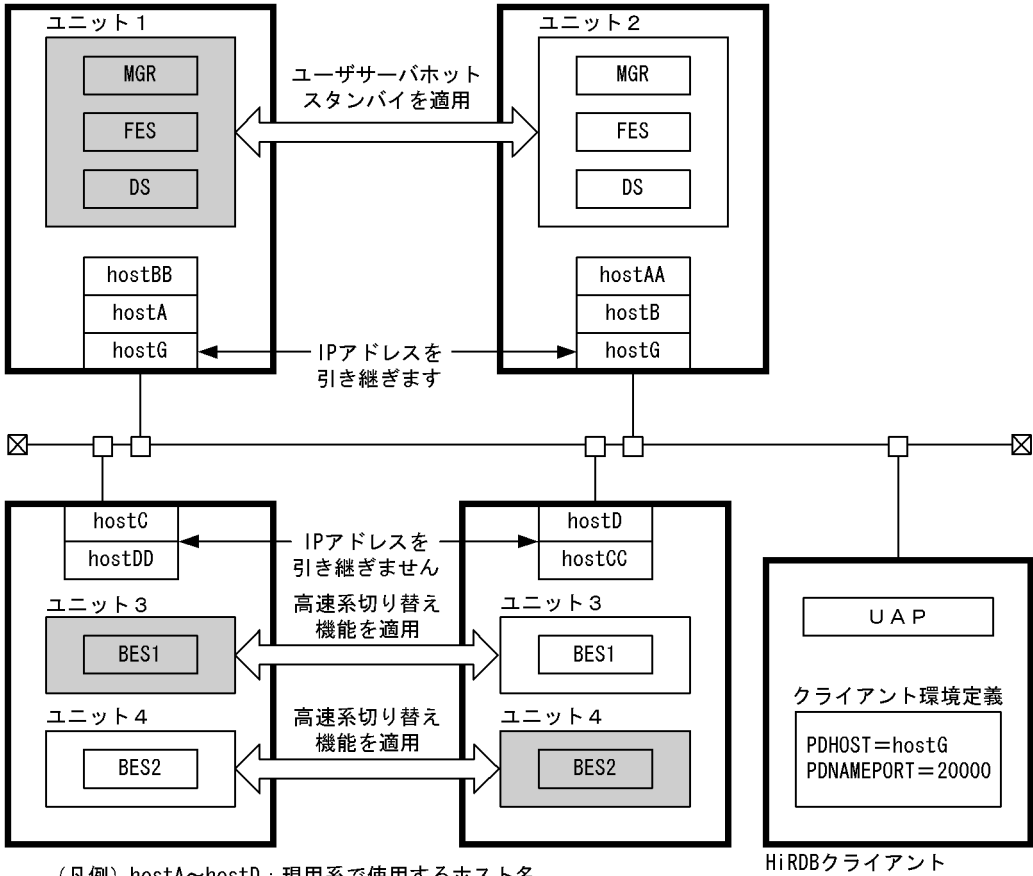 ユニット１
MGR
FES
DS
hostBB
hostA
hostG
ユーザサーバホット
スタンバイを適用
IPアドレスを
引き継ぎます
ユニット２
MGR
FES
DS
hostAA
hostB
hostG
hostC
hostDD
IPアドレスを
引き継ぎません
hostD
hostCC
ユニット３
BES1
高速系切り替え
機能を適用
ユニット３
BES1
ユニット４
BES2
高速系切り替え
機能を適用
ユニット４
BES2
ＵＡＰ
クライアント環境定義
PDHOST＝hostG
PDNAMEPORT＝20000
HiRDBクライアント
（凡例）hostA～hostD：現用系で使用するホスト名